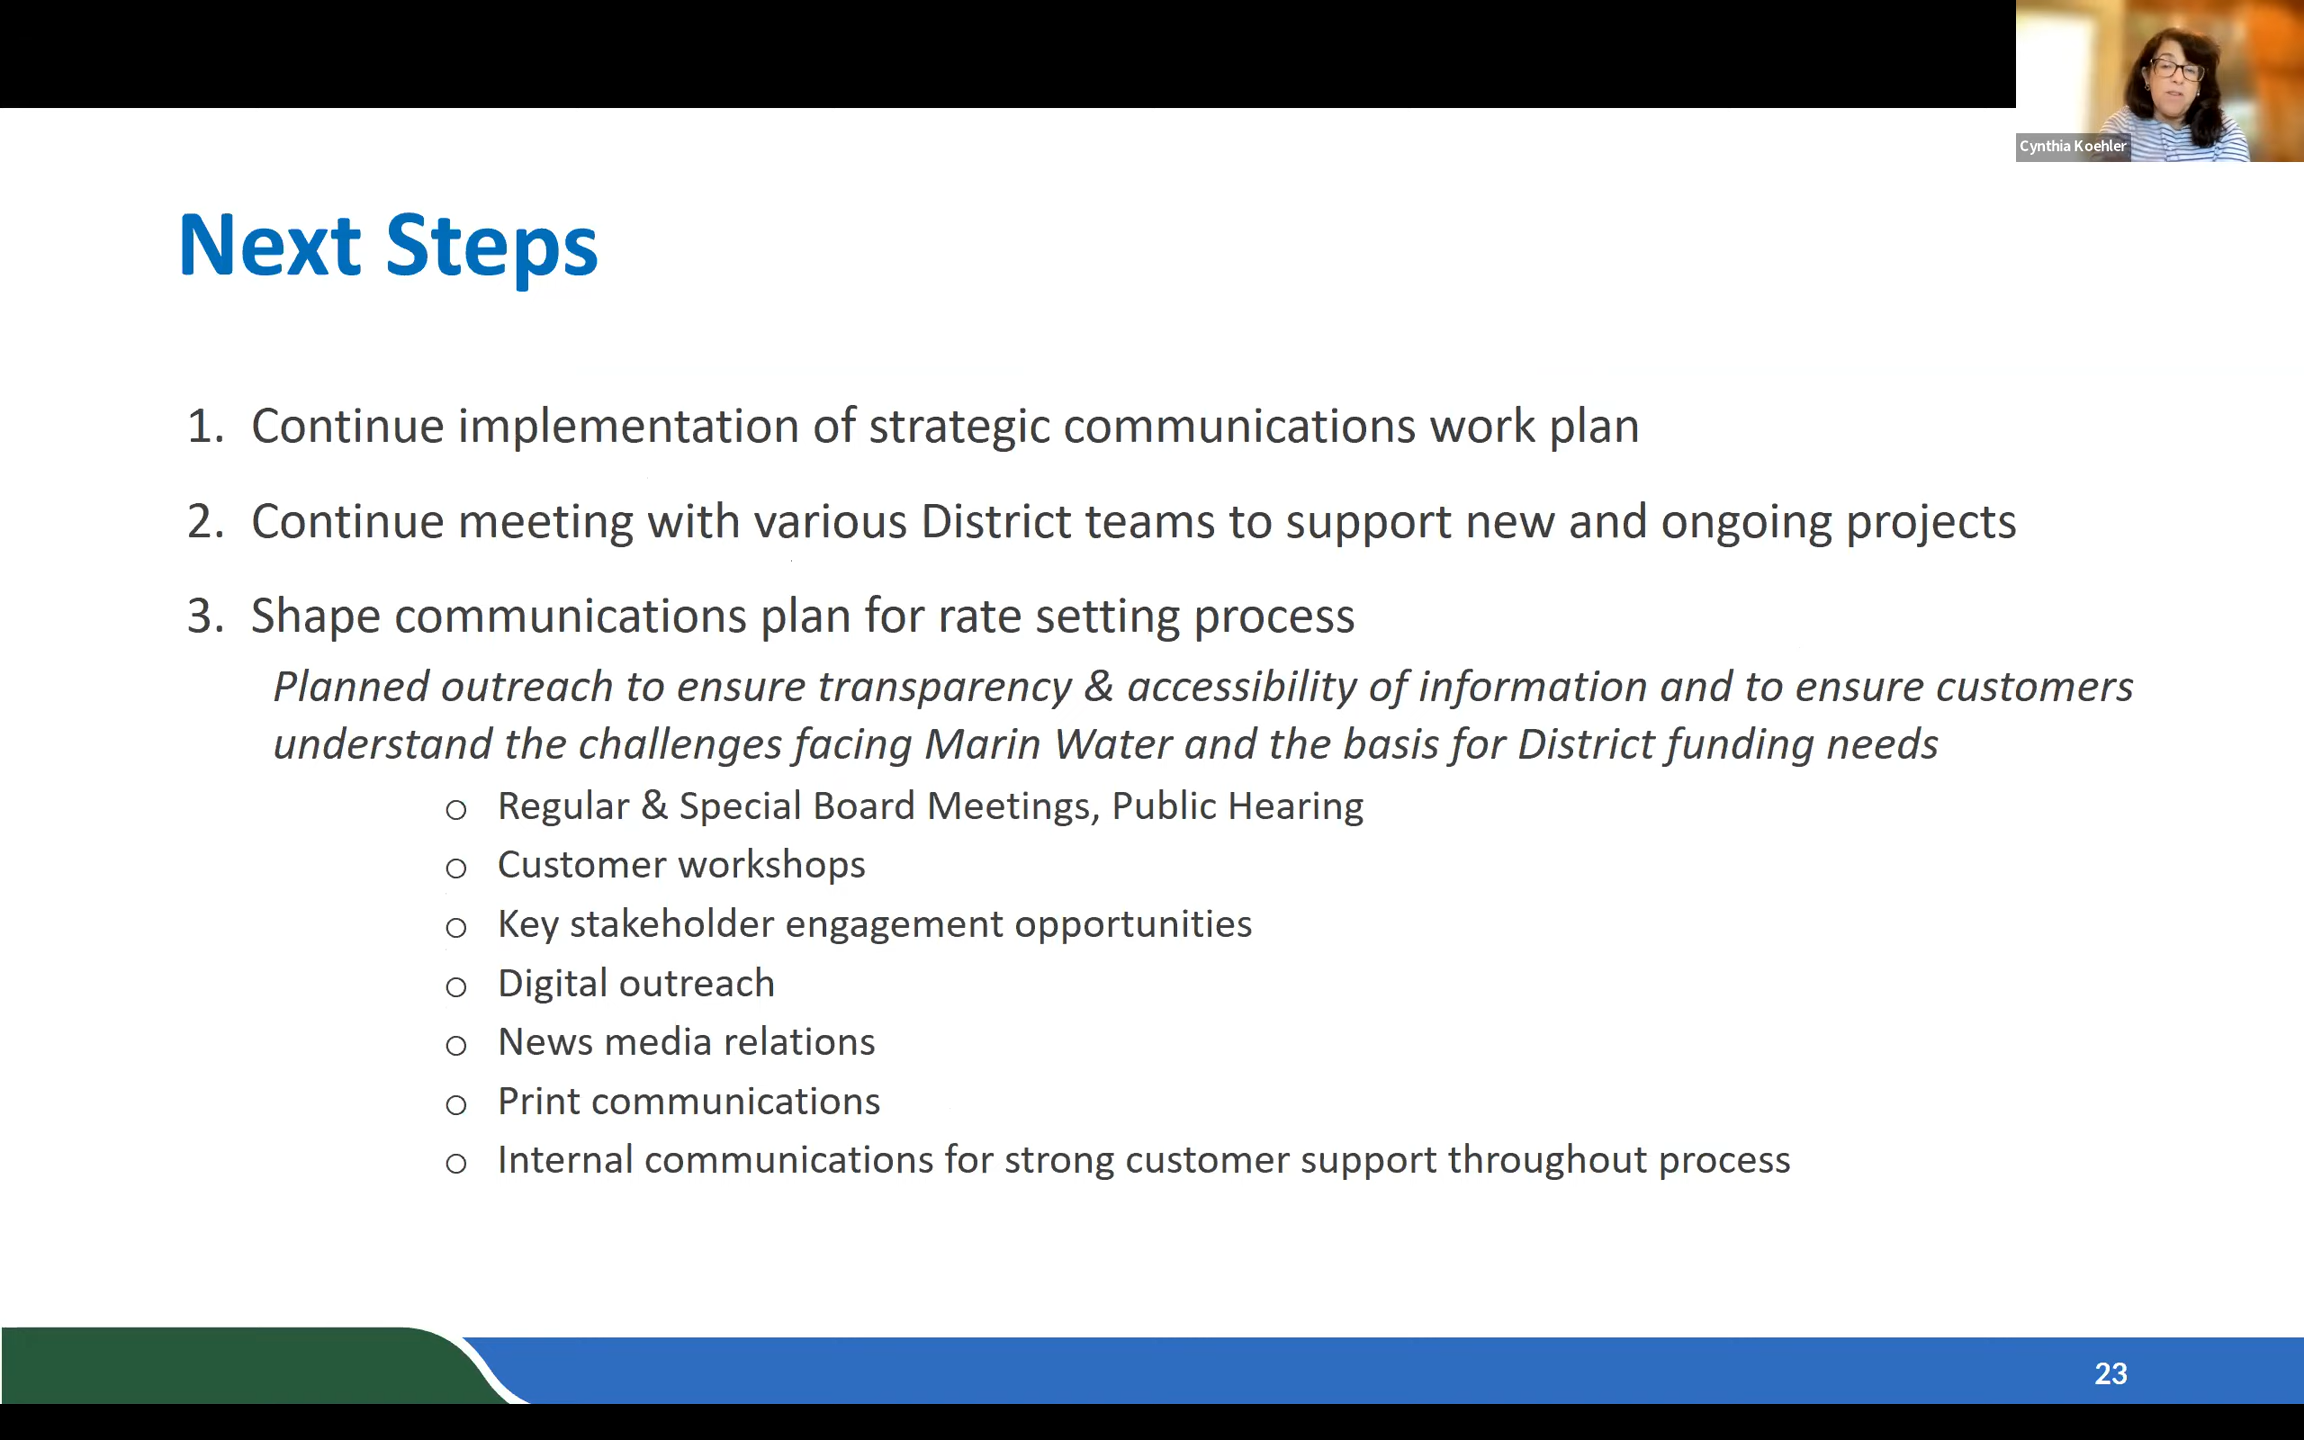 Cynthia Koehler
Next Steps
1. Continue implementation of strategic communications work plan
2. Continue meeting with various District teams to support new and ongoing projects
3. Shape communications plan for rate setting process
Planned outreach to ensure transparency & accessibility of information and to ensure customers
understand the challenges facing Marin Water and the basis for District funding needs
o Regular & Special Board Meetings, Public Hearing
o Customer workshops
o Key stakeholder engagement opportunities
o Digital outreach
o News media relations
o Print communications
o Internal communications for strong customer support throughout process
23